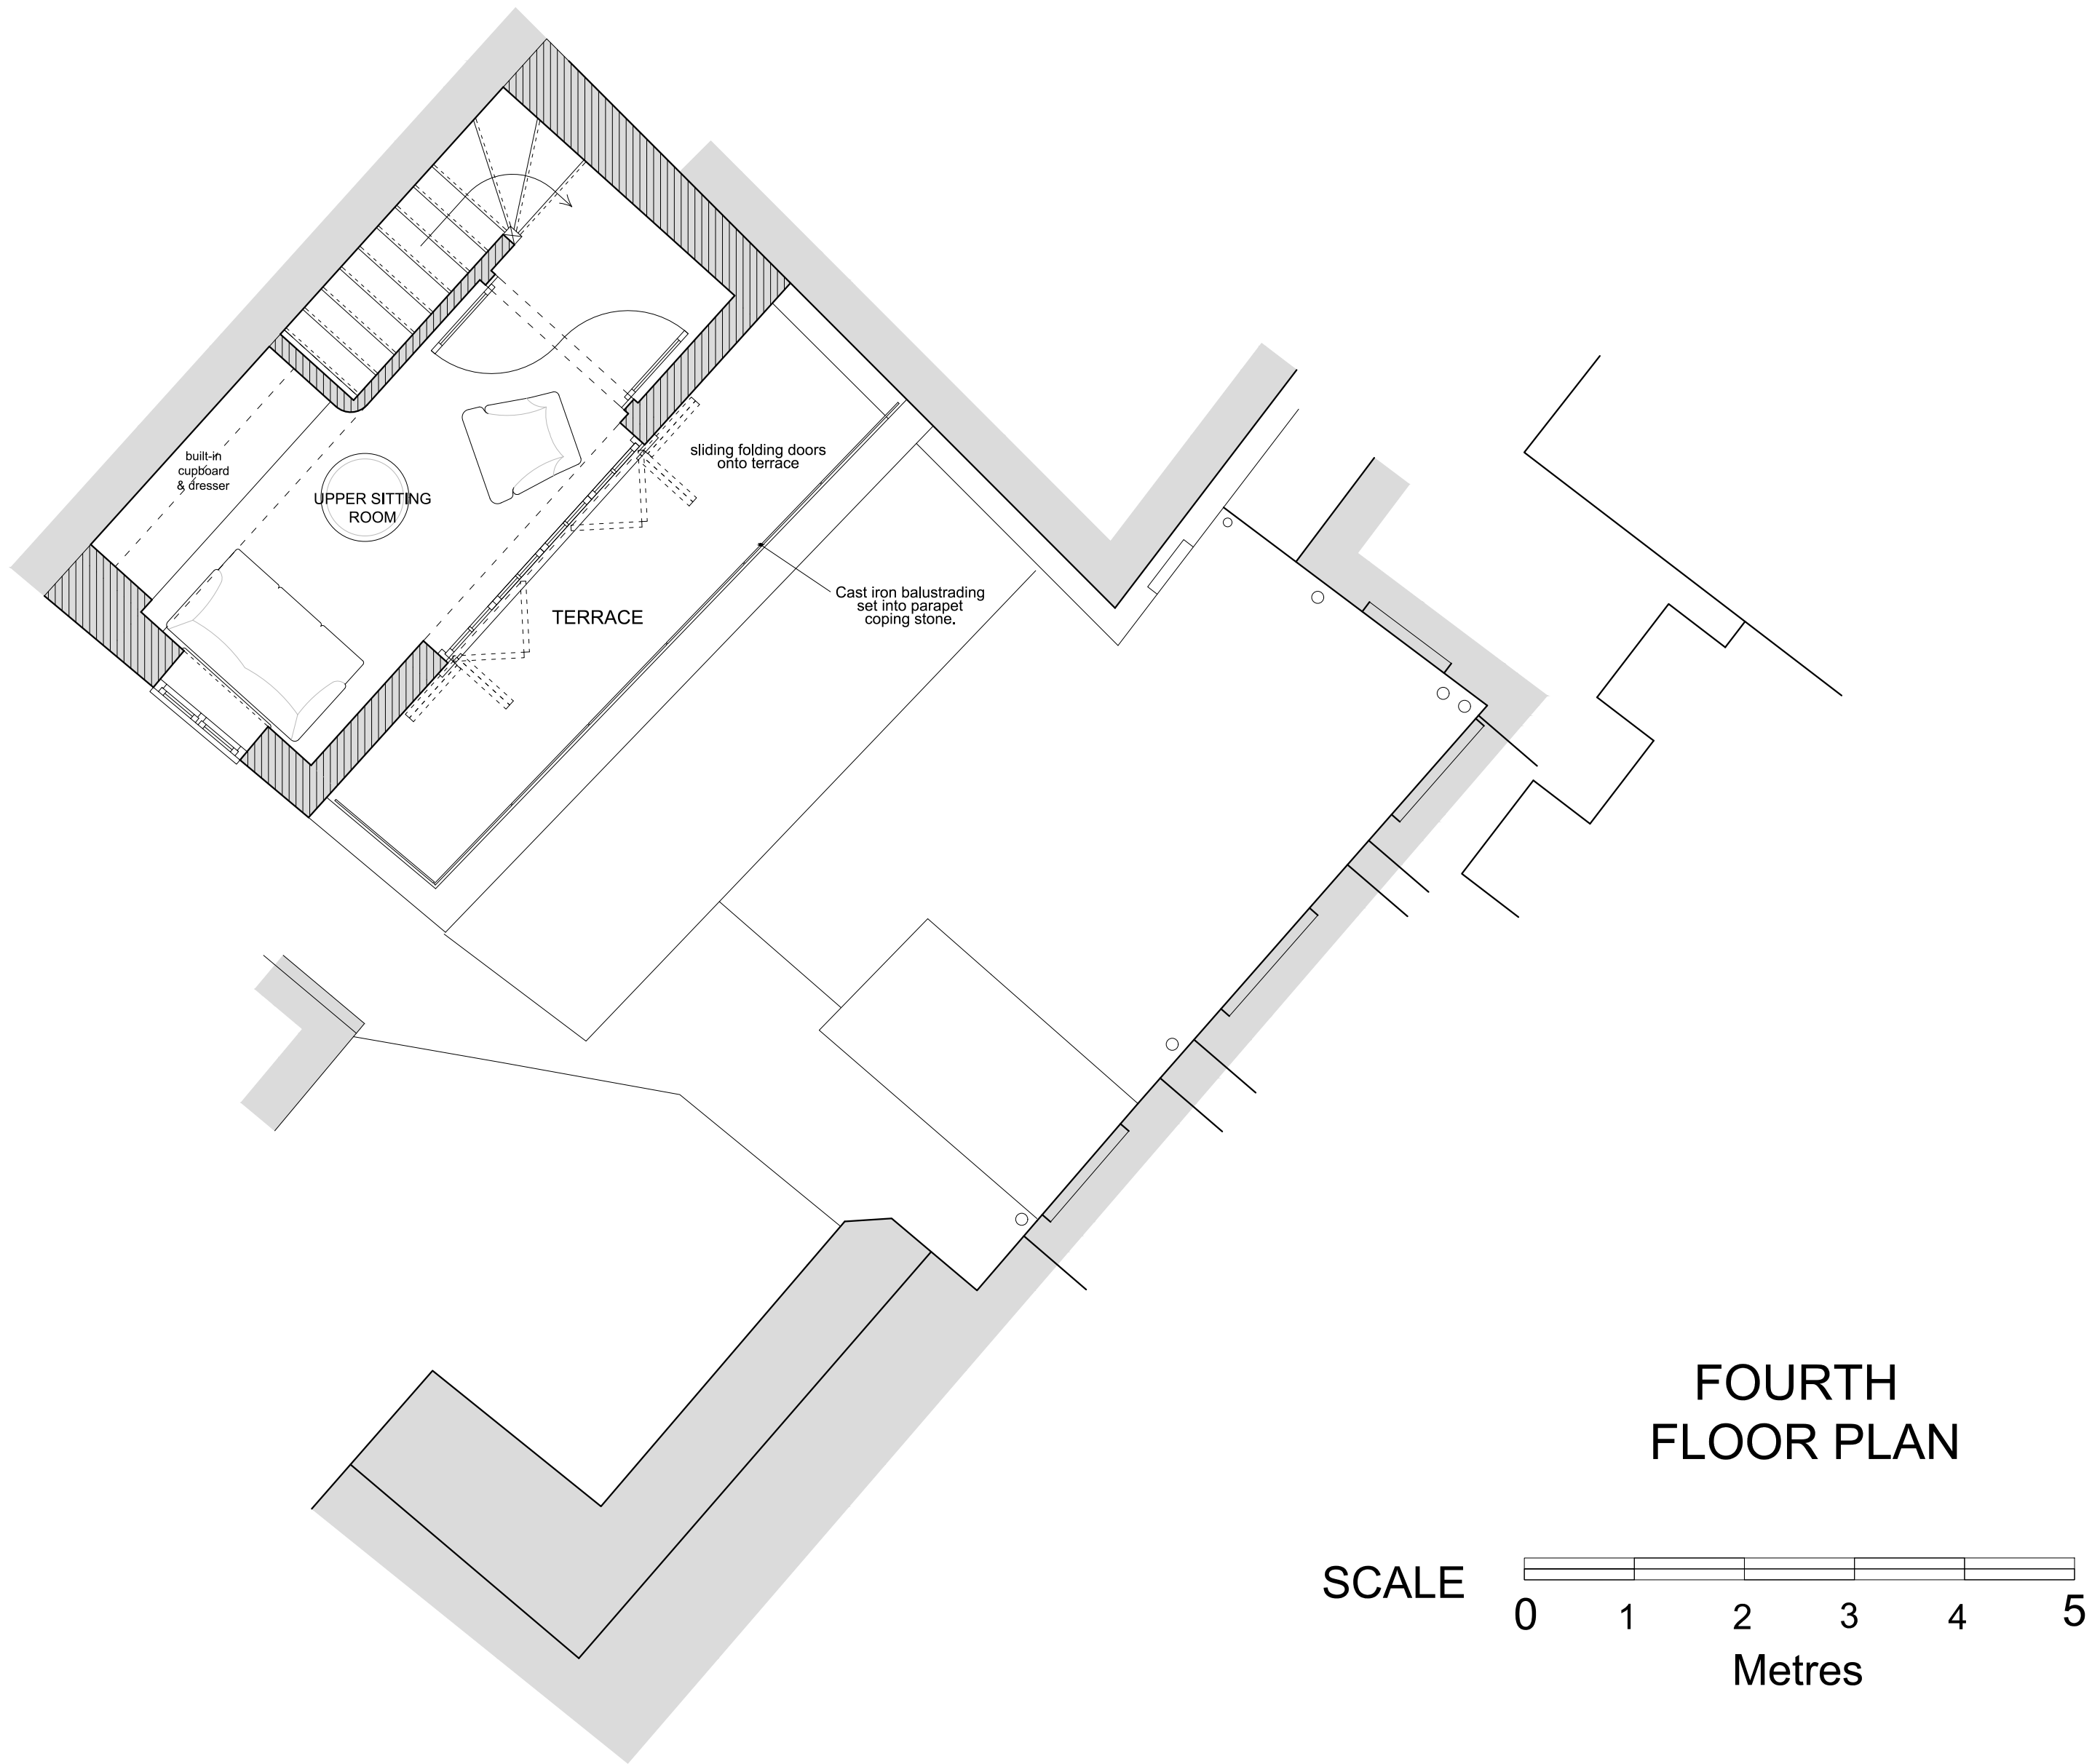 built-in
cupboard
& dresser
UPPER SITTING
ROOM
sliding folding doors
onto terrace
TERRACE
Cast iron balustrading
set into parapet
coping stone.
FOURTH
FLOOR PLAN
SCALE
0 1 2 3 4 5
Metres